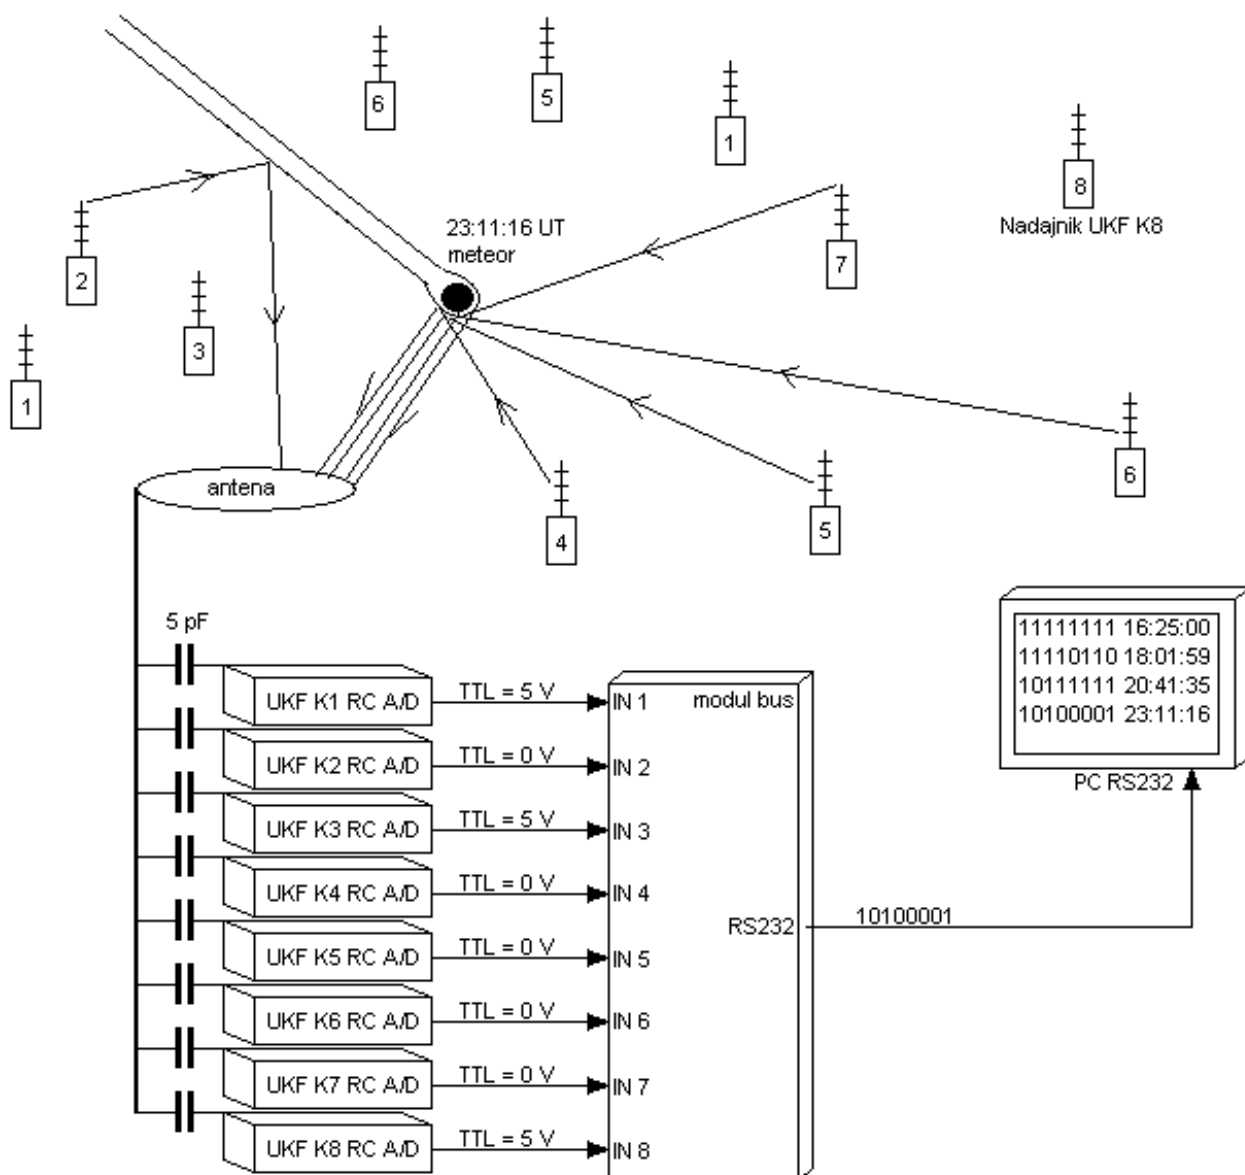 6
5
1
8
Nadajnik UKF K8
23:11:16 UT
meteor
2
7
3
1
6
antena
4
5
5 pF
11111111 16:25:00
11110110 18:01:59
10111111 20:41:35
10100001 23:11:16
PC RS232
UKF K1 RC A/D TTL = 5 V IN 1 modul bus
UKF K2 RC A/D TTL = 0 V IN 2
UKF K3 RC A/D TTL = 5 V IN 3
UKF K4 RC A/D TTL = 0 V IN 4
RS232 10100001
UKF K5 RC A/D TTL = 0 V IN 5
UKF K6 RC A/D TTL = 0 V IN 6
UKF K7 RC A/D TTL = 0 V IN 7
UKF K8 RC A/D TTL = 5 V IN 8